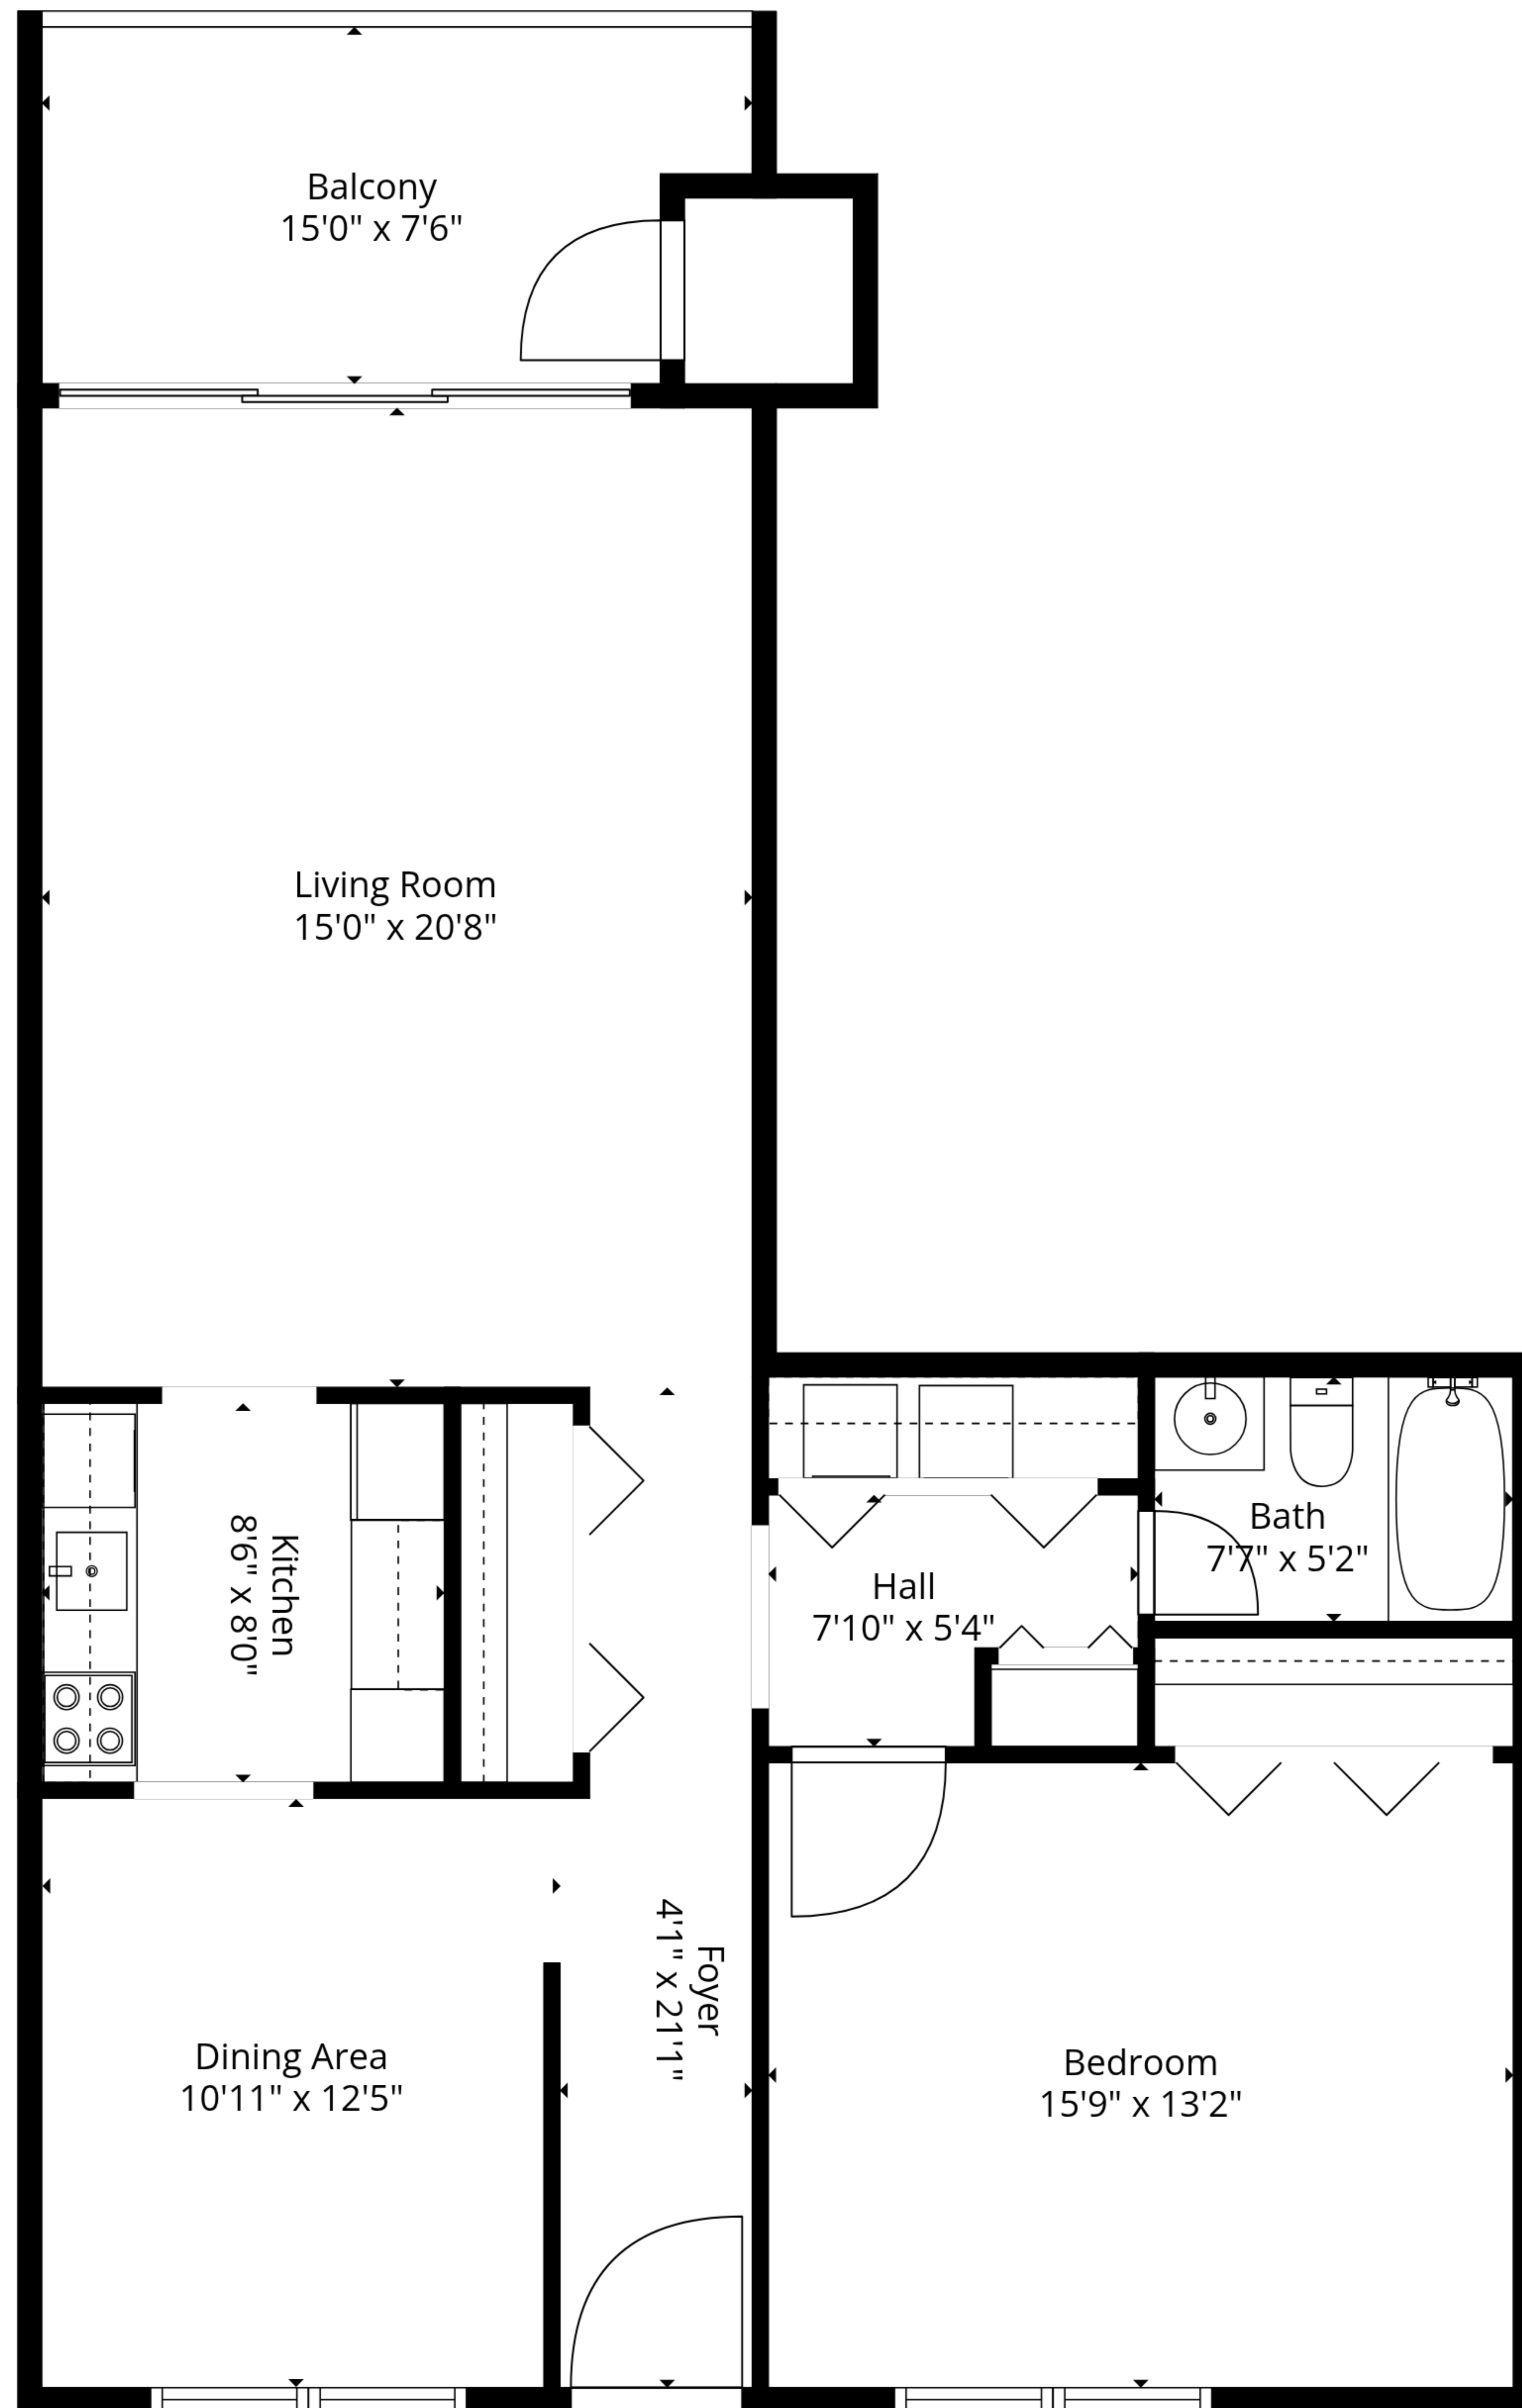 Balcony
15'0" x 7'6"
Living Room
15'0" x 20'8"
Kitchen
8'6" x 8'0"
Bath
7'7" x 5'2"
Hall
7'10" x 5'4"
Foyer
4'1" x 21'1"
Dining Area
10'11" x 12'5"
Bedroom
15'9" x 13'2"